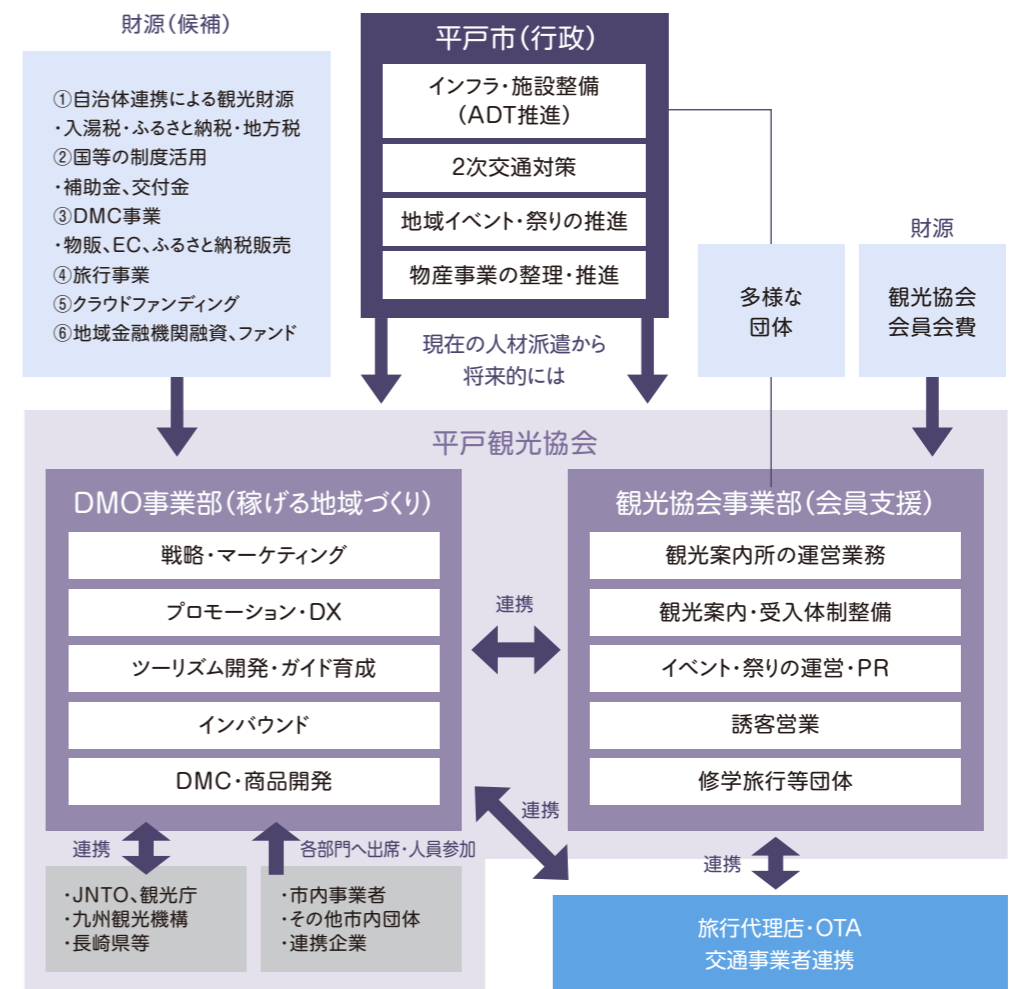 財源(候補)
①自治体連携による観光財源
・入湯税・ふるさと納税・地方税
②国等の制度活用
・補助金、交付金
③DMC事業
・物販、EC、ふるさと納税販売
④旅行事業
⑤クラウドファンディング
⑥地域金融機関融資、ファンド
平戸市(行政)
インフラ・施設整備
(ADT推進)
2次交通対策
地域イベント・祭りの推進
物産事業の整理・推進
多様な
団体
財源
観光協会
会員会費
現在の人材派遣から
将来的には
平戸観光協会
DMO事業部(稼げる地域づくり)
戦略・マーケティング
プロモーション・DX
ツーリズム開発・ガイド育成
インバウンド
DMC・商品開発
連携
観光協会事業部(会員支援)
観光案内所の運営業務
観光案内・受入体制整備
イベント・祭りの運営・PR
誘客営業
修学旅行等団体
連携
各部門へ出席・人員参加
連携
連携
・JNTO、観光庁
・九州観光機構
・長崎県等
・市内事業者
・その他市内団体
・連携企業
旅行代理店・OTA
交通事業者連携